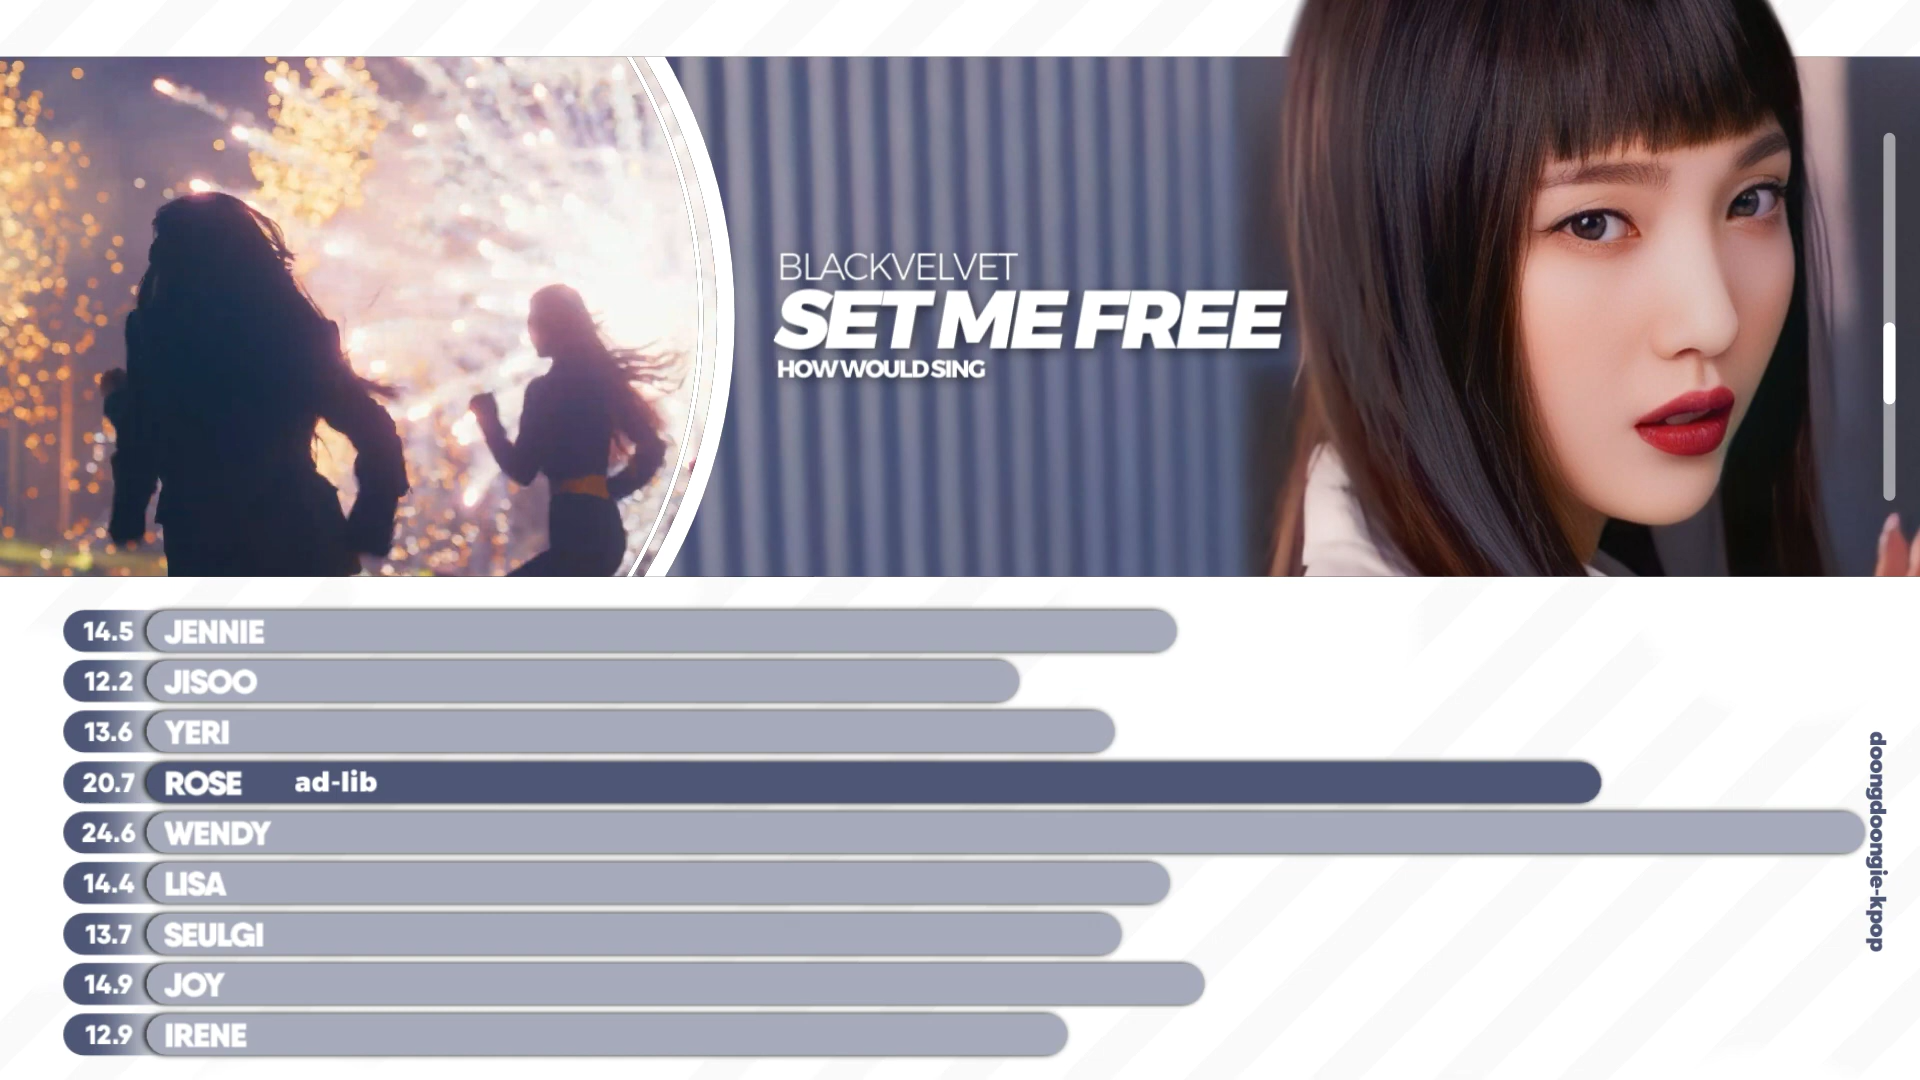 BLACKVELVET
SET ME FREE
HOW WOULD SING
14.5 JENNIE
12.2 JISOO
13.6 YERI
20.7 ROSE ad-lib
24.6 WENDY
14.4 LISA
13.7 SEULGI
14.9 JOY
12.9 IRENE
doongdoongie-kpop